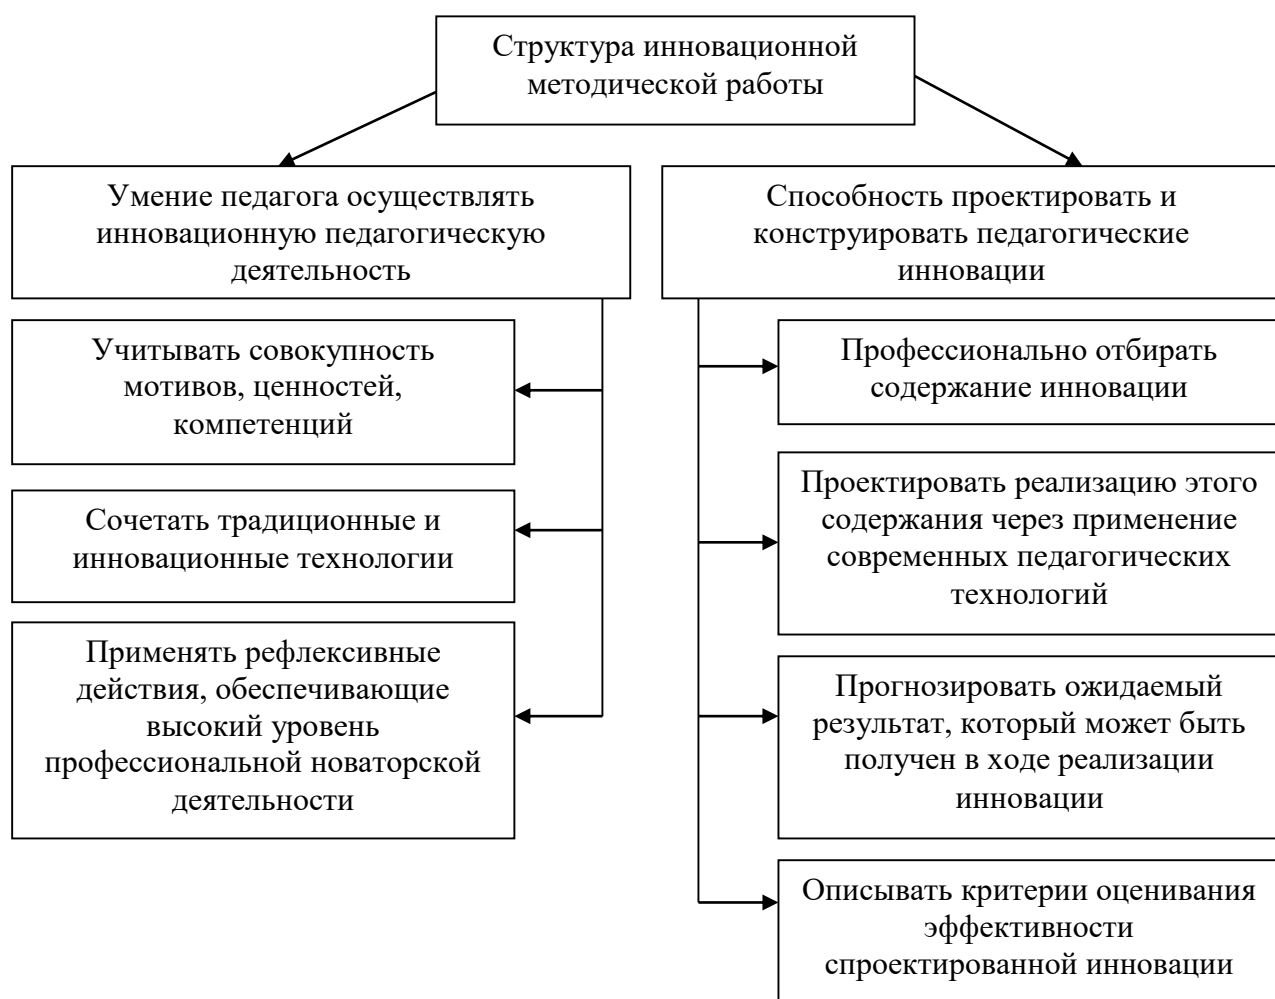 Структура инновационной
методической работы
Умение педагога осуществлять
инновационную педагогическую
деятельность
Учитывать совокупность
мотивов, ценностей,
компетенций
Сочетать традиционные и
инновационные технологии
Применять рефлексивные
действия, обеспечивающие
высокий уровень
профессиональной новаторской
деятельности
Способность проектировать и
конструировать педагогические
инновации
Профессионально отбирать
содержание инновации
Проектировать реализацию этого
содержания через применение
современных педагогических
технологий
Прогнозировать ожидаемый
результат, который может быть
получен в ходе реализации
инновации
Описывать критерии оценивания
эффективности
спроектированной инновации